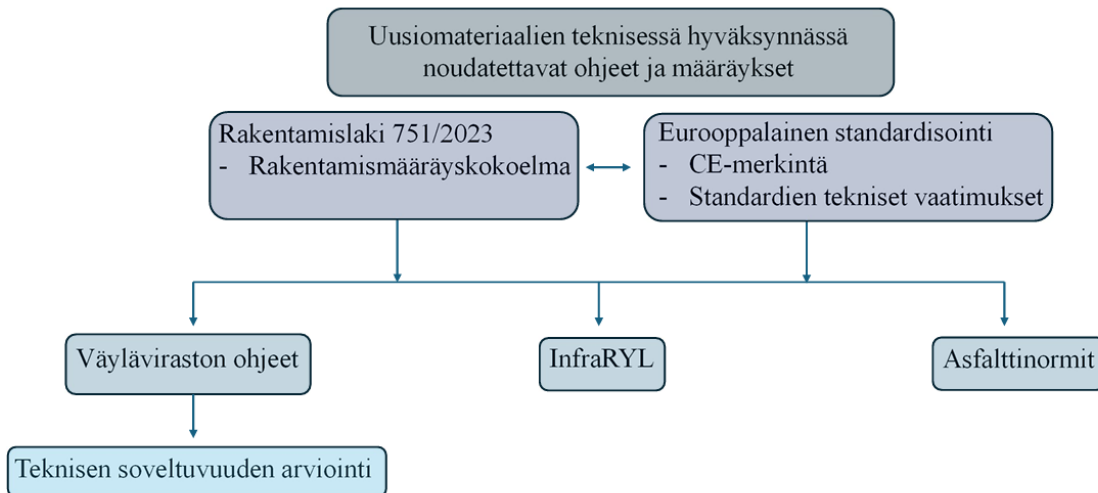 Uusiomateriaalien teknisessä hyväksynnässä
noudatettavat ohjeet ja määräykset
Rakentamislaki 751/2023
- Rakentamismääräyskokoelma
Eurooppalainen standardisointi
- CE-merkintä
- Standardien tekniset vaatimukset
Väyläviraston ohjeet
InfraRYL
Asfalttinormit
Teknisen soveltuvuuden arviointi